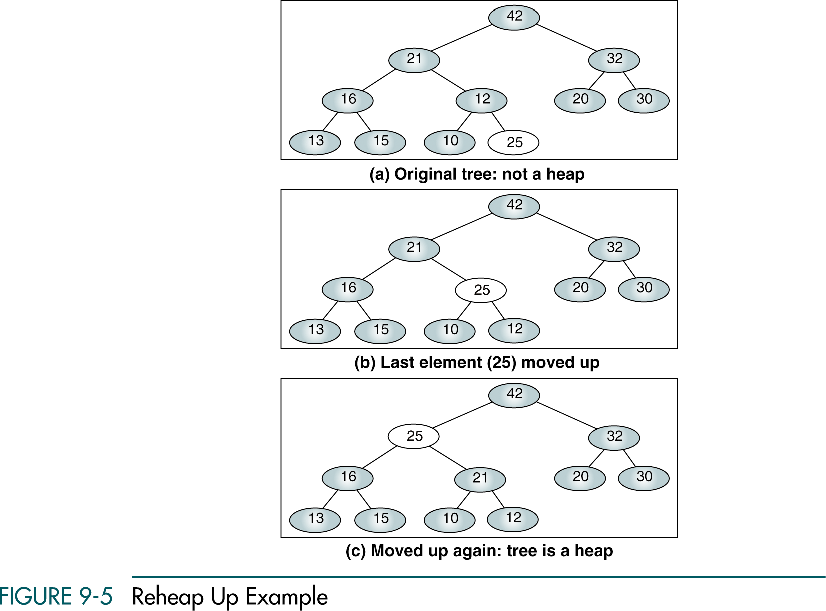 42
21 32
16 12 20 30
13 15 10 25
(a) Original tree: not a heap
42
21 32
16 25 20 30
13 15 10 12
(b) Last element (25) moved up
42
25 32
16 21 20 30
13 15 10 12
(c) Moved up again: tree is a heap
FIGURE 9-5 Reheap Up Example